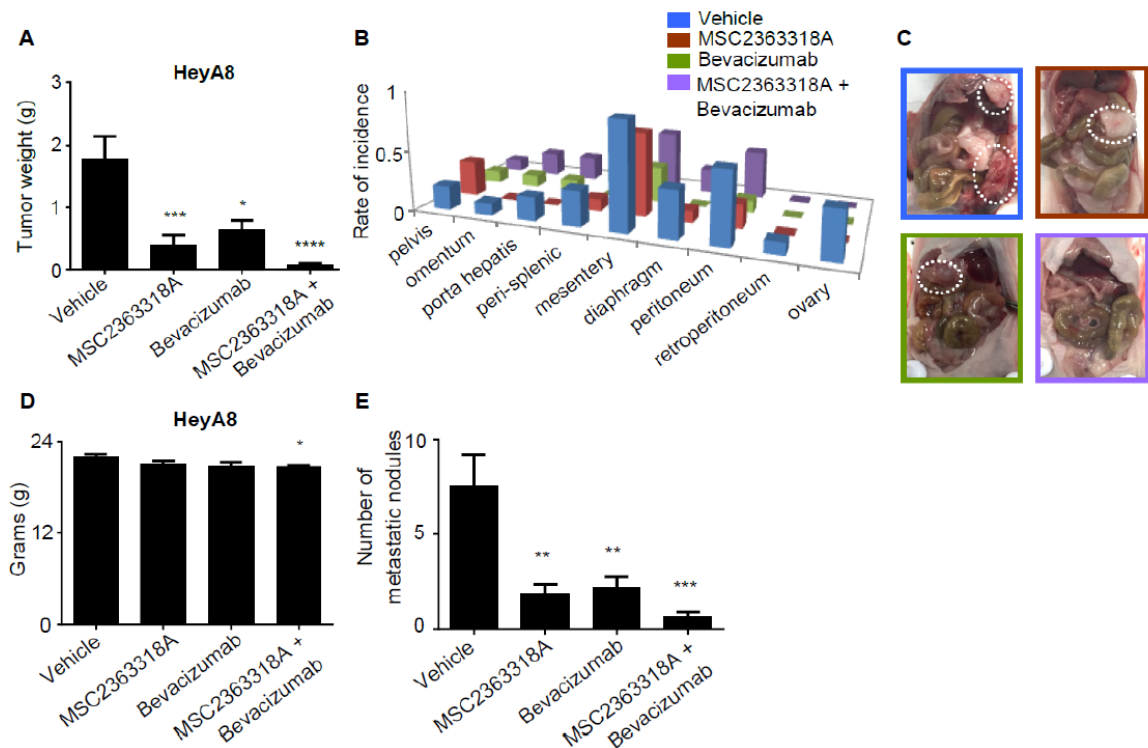 A
HeyA8
Tumor weight (g)
3
2
1
0
***
*
****
Vehicle
MSC2363318A
Bevacizumab
MSC2363318A +
Bevacizumab
B
Vehicle
MSC2363318A
Bevacizumab
MSC2363318A +
Bevacizumab
Rate of incidence
1
0.5
0
pelvis
omentum
porta hepatis
peri-splenic
mesentery
diaphragm
peritoneum
retroperitoneum
ovary
C
D
HeyA8
Grams (g)
24
12
0
*
Vehicle
MSC2363318A
Bevacizumab
MSC2363318A +
Bevacizumab
E
Number of
metastatic nodules
10
5
0
**
**
***
Vehicle
MSC2363318A
Bevacizumab
MSC2363318A +
Bevacizumab